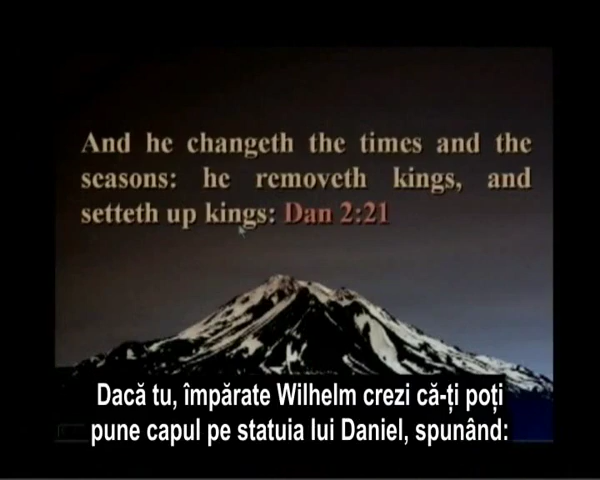 And he changeth the times and the
seasons: he removeth kings, and
setteth up kings: Dan 2:21
Dacă tu, împărate Wilhelm crezi că-ți poți
pune capul pe statuia lui Daniel, spunând: